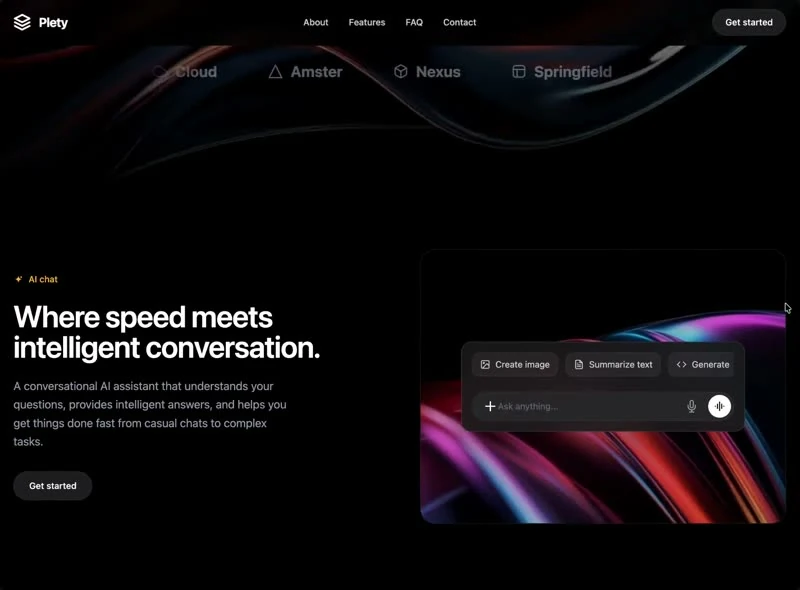 Plety
About
Features
FAQ
Contact
Get started
Cloud
Amster
Nexus
Springfield
AI chat
Where speed meets
intelligent conversation.
A conversational AI assistant that understands your
questions, provides intelligent answers, and helps you
get things done fast from casual chats to complex
tasks.
Get started
Create image
Summarize text
Generate
Ask anything...